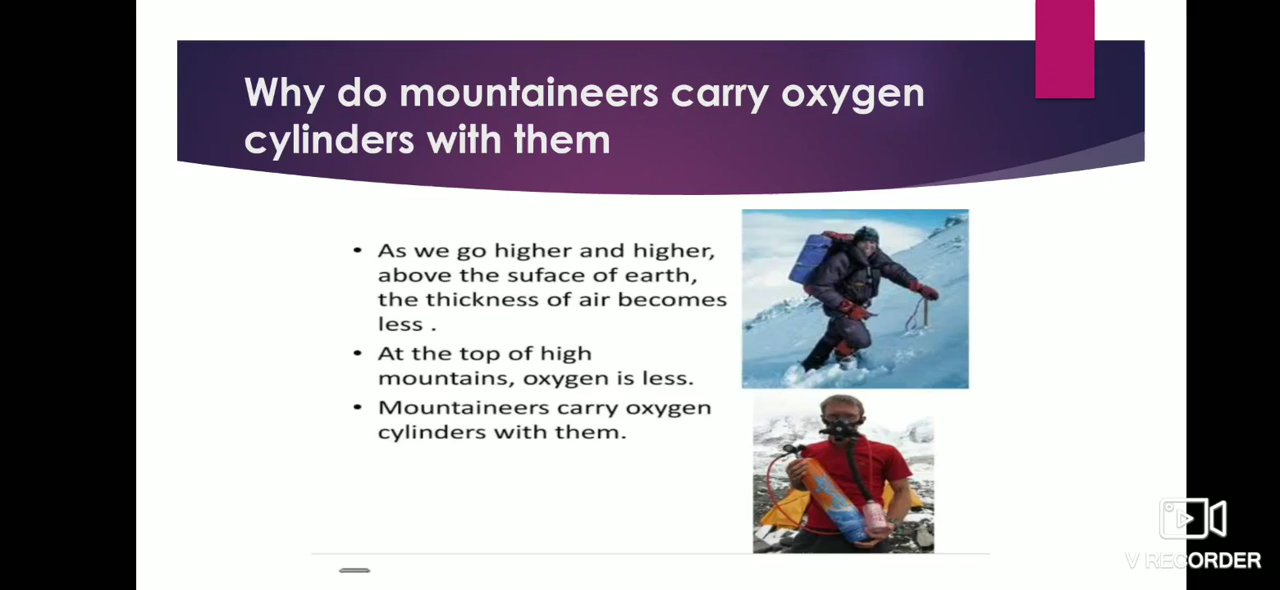 Why do mountaineers carry oxygen
cylinders with them
• As we go higher and higher,
above the suface of earth,
the thickness of air becomes
less .
• At the top of high
mountains, oxygen is less.
• Mountaineers carry oxygen
cylinders with them.
V RECORDER